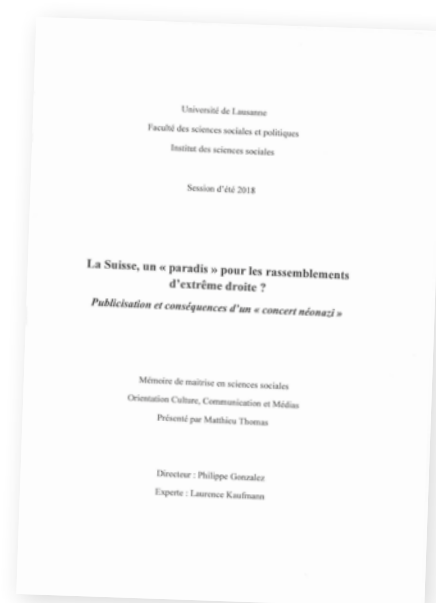 Université de Lausanne
Faculté des sciences sociales et politiques
Institut des sciences sociales
Session d'été 2018
La Suisse, un « paradis » pour les rassemblements
d'extrême droite ?
Publicisation et conséquences d'un « concert néonazi »
Mémoire de maîtrise en sciences sociales
Orientation Culture, Communication et Médias
Présenté par Matthieu Thomas
Directeur : Philippe Gonzalez
Experte : Laurence Kaufmann